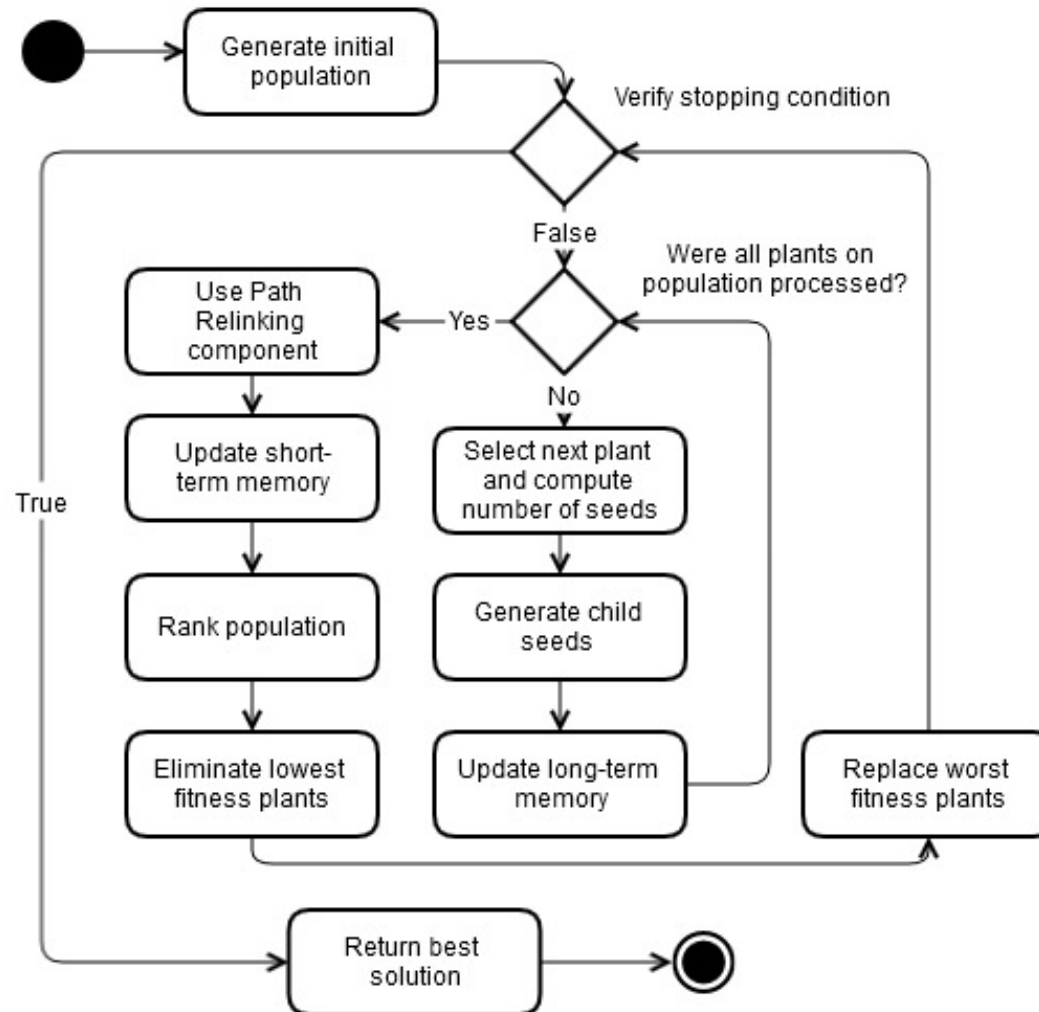 Generate initial
population
Verify stopping condition
False
Were all plants on
population processed?
Use Path
Relinking
component
Yes
No
Update short-
term memory
Select next plant
and compute
number of seeds
True
Rank population
Generate child
seeds
Eliminate lowest
fitness plants
Update long-term
memory
Replace worst
fitness plants
Return best
solution